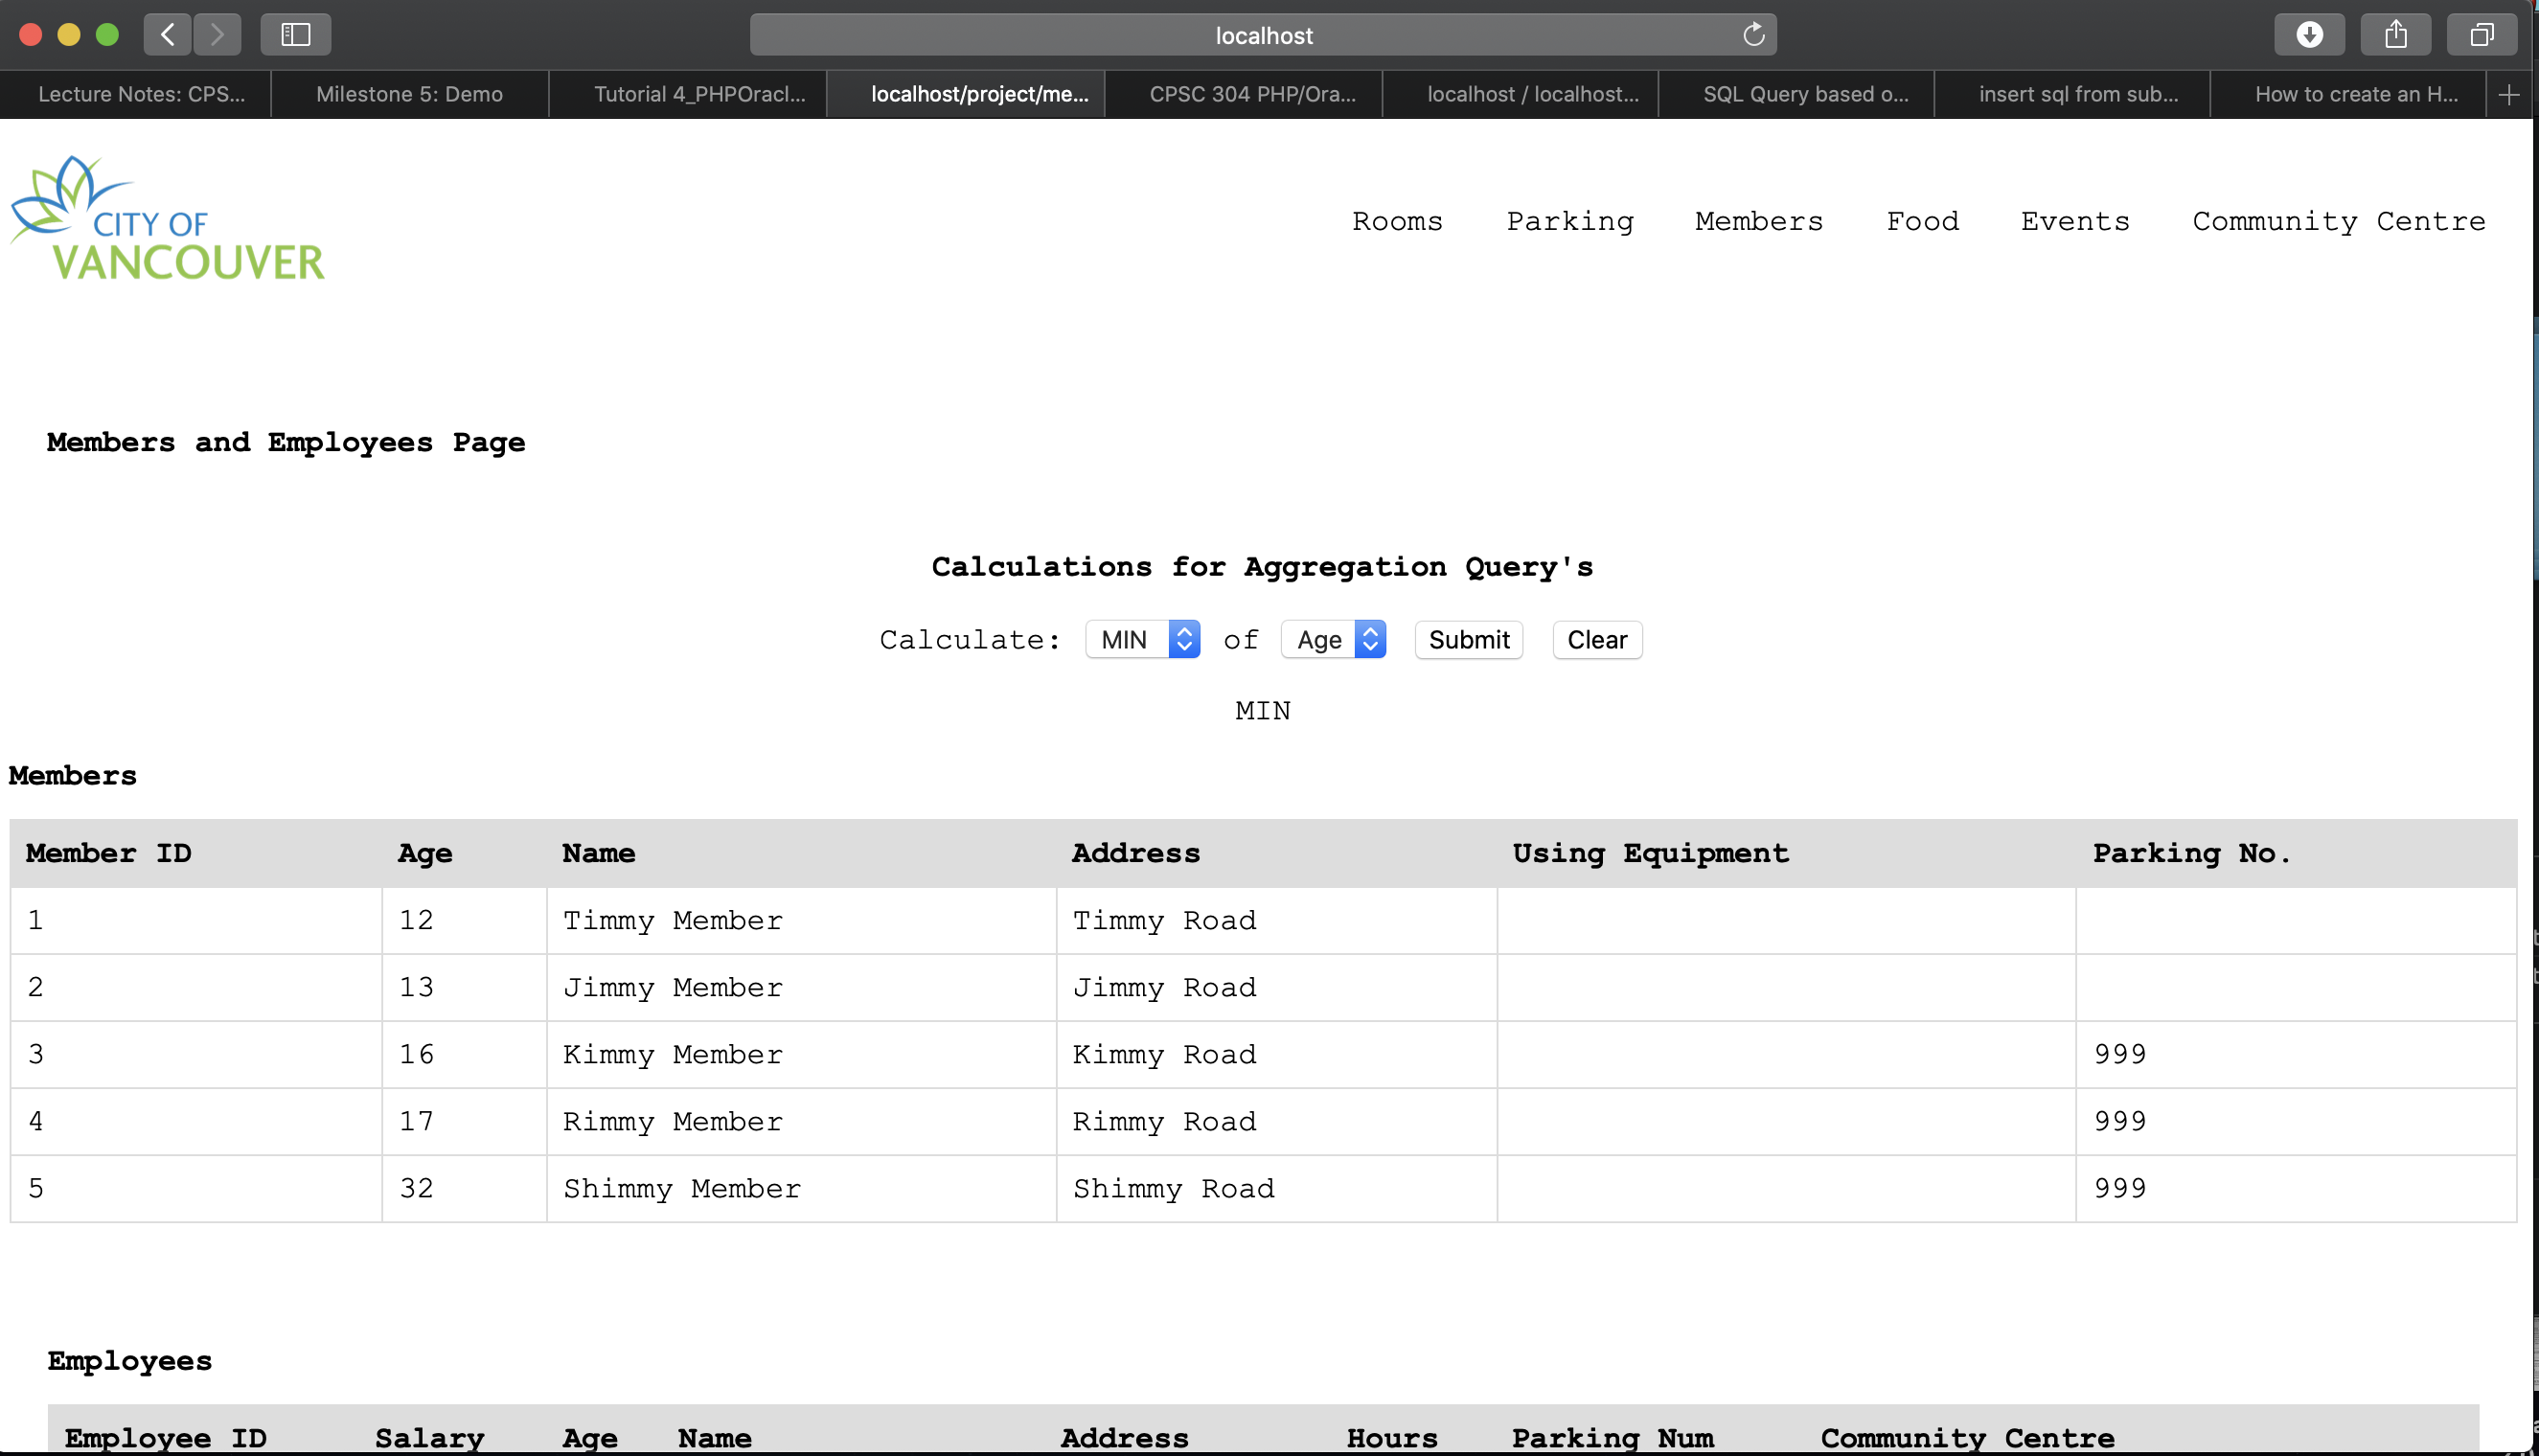 localhost
Lecture Notes: CPS... Milestone 5: Demo Tutorial 4_PHPOracl... localhost/project/me... CPSC 304 PHP/Ora... localhost / localhost... SQL Query based o... insert sql from sub... How to create an H...
CITY OF
VANCOUVER
Rooms Parking Members Food Events Community Centre
Members and Employees Page
Calculations for Aggregation Query's
Calculate: MIN of Age Submit Clear
MIN
Members
Member ID Age Name Address Using Equipment Parking No.
1 12 Timmy Member Timmy Road
2 13 Jimmy Member Jimmy Road
3 16 Kimmy Member Kimmy Road 999
4 17 Rimmy Member Rimmy Road 999
5 32 Shimmy Member Shimmy Road 999
Employees
Employee ID Salary Age Name Address Hours Parking Num Community Centre